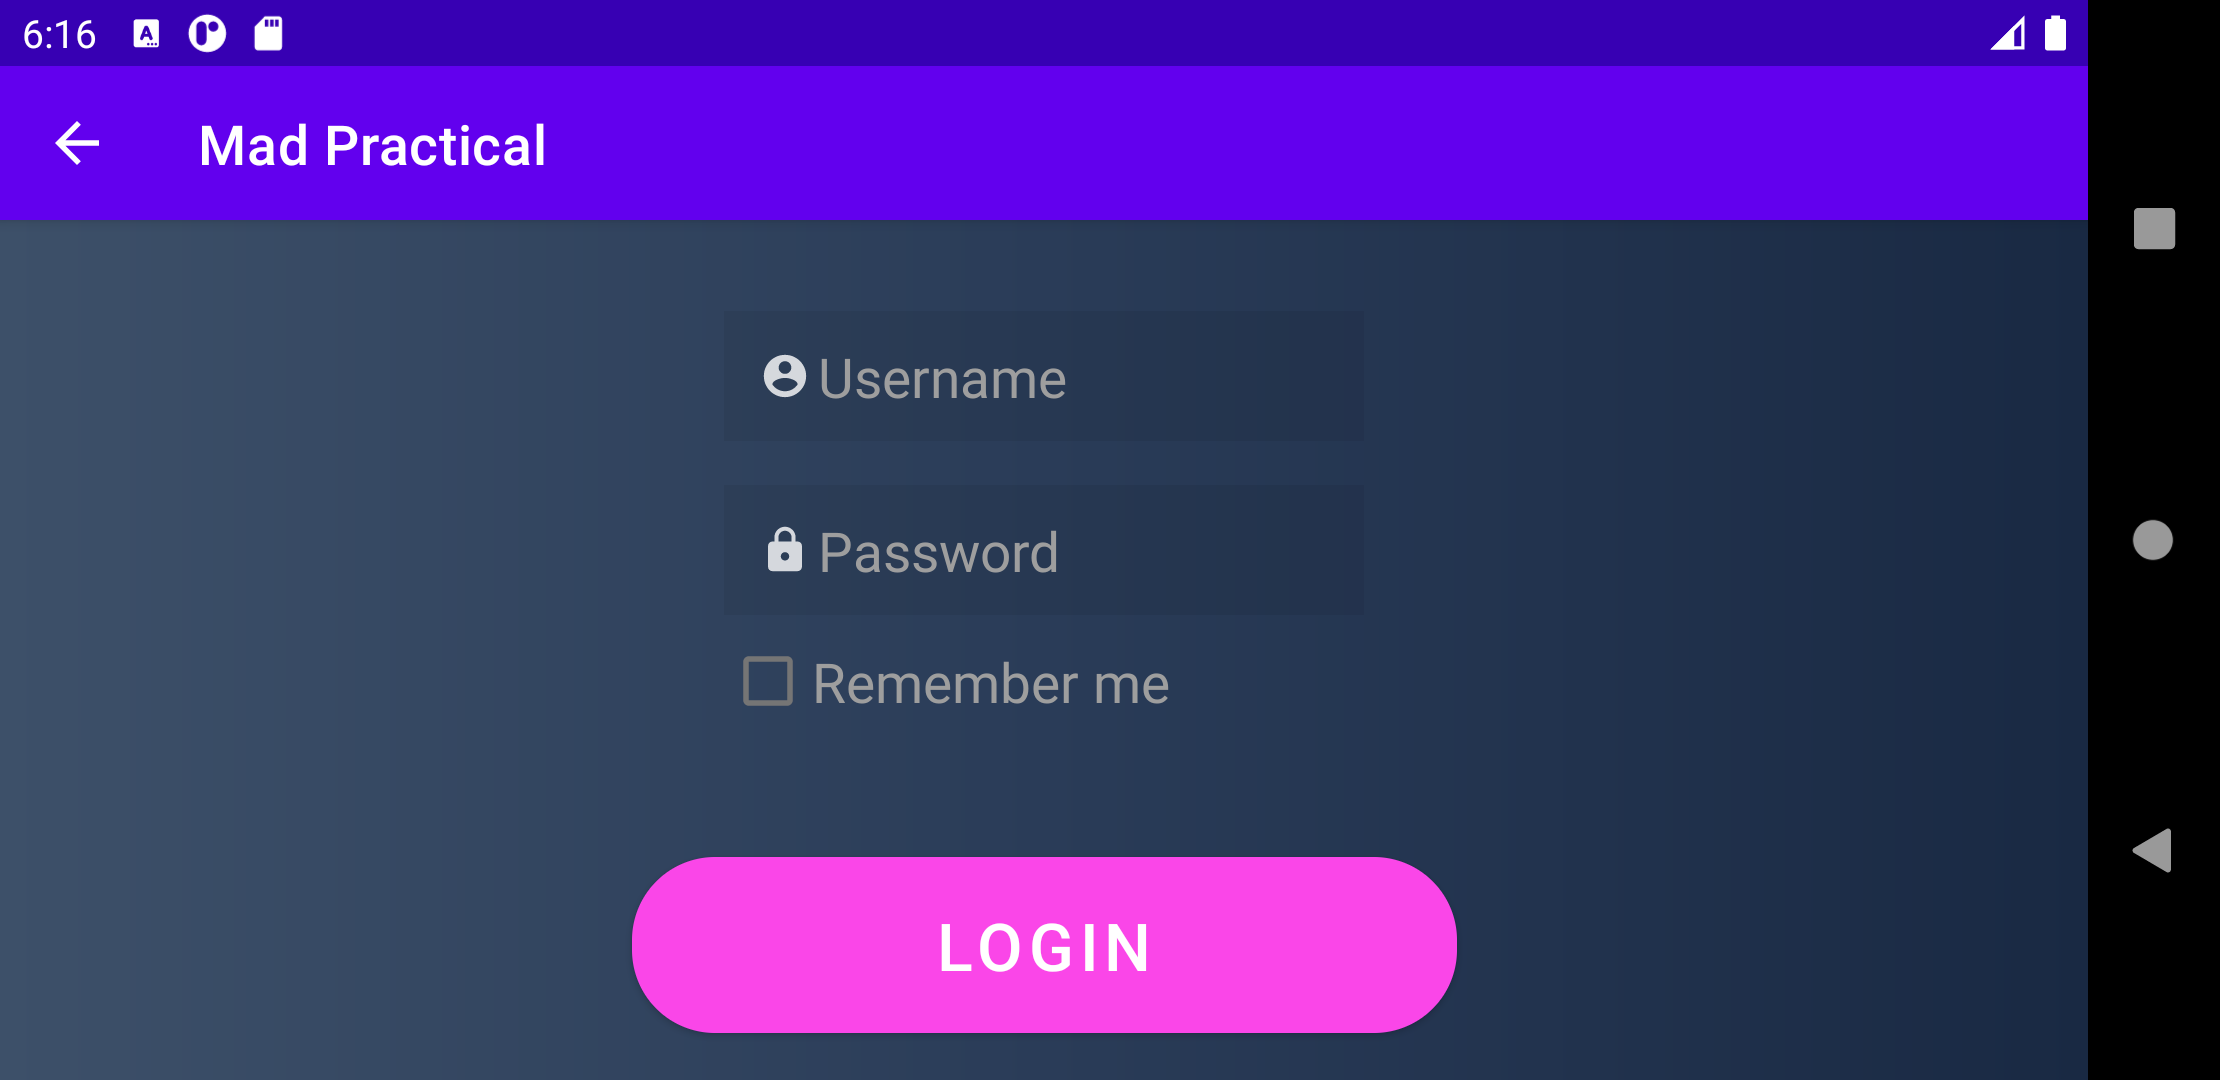 6:16
Mad Practical
Username
Password
Remember me
LOGIN